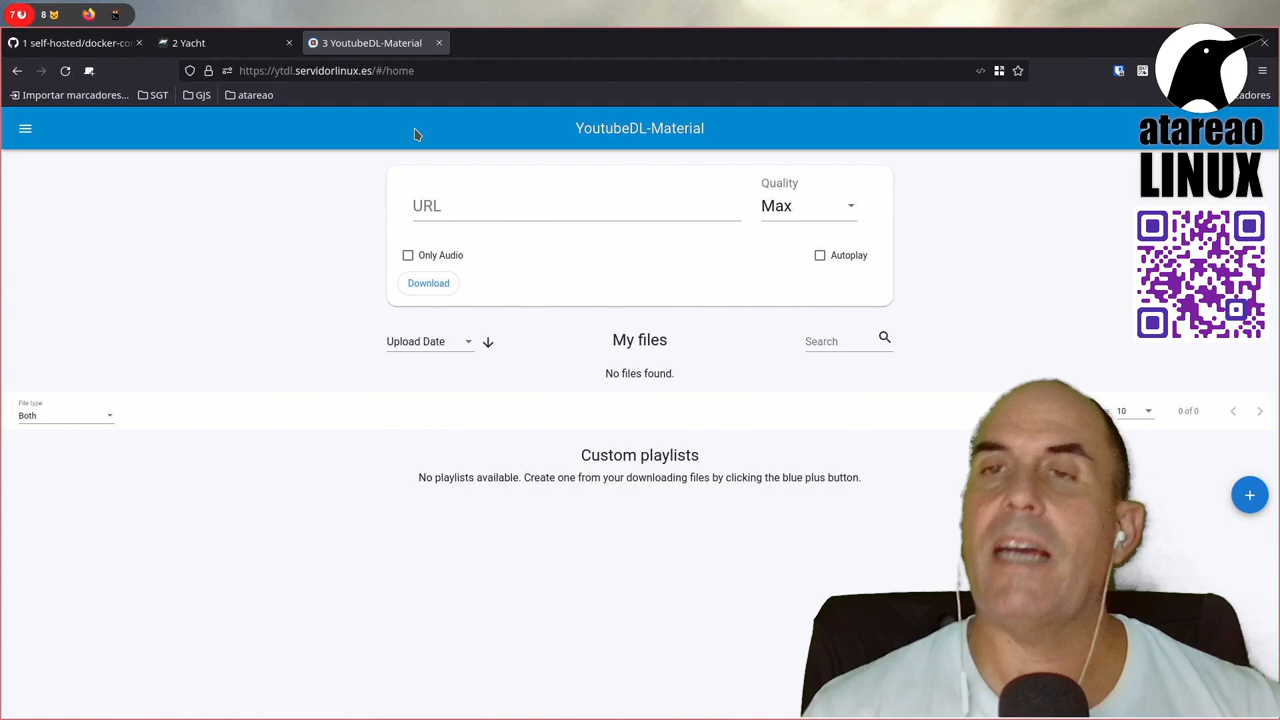 7
8
1 self-hosted/docker-co
2 Yacht
3 YoutubeDL-Material
https://ytdl.servidorlinux.es/#/home
Importar marcadores...
SGT
GJS
atareao
cadores
atareao
LINUX
YoutubeDL-Material
URL
Quality
Max
Only Audio
Autoplay
Download
Upload Date
My files
Search
No files found.
File type
Both
10
0 of 0
Custom playlists
No playlists available. Create one from your downloading files by clicking the blue plus button.